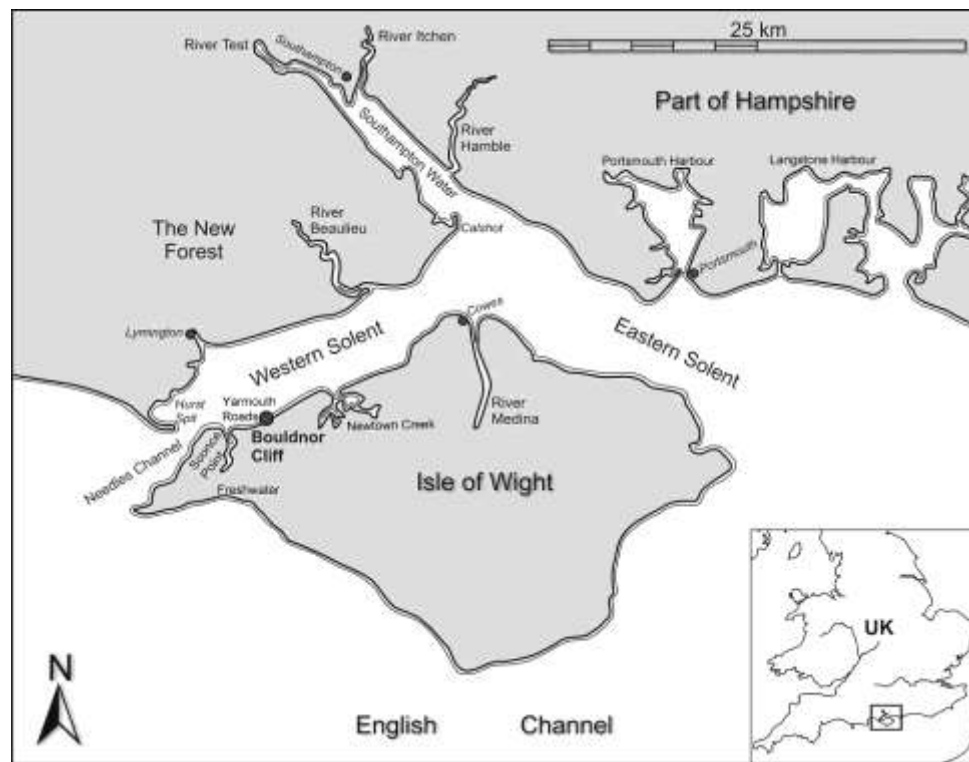 25 km
River Test
Southampton
River Itchen
Part of Hampshire
Southampton Water
River
Hamble
Portsmouth Harbour
Langstone Harbour
The New
Forest
River
Beaulieu
Calshot
Portsmouth
Lymington
Western Solent
Cowes
Eastern Solent
Hurst
Spit
Yarmouth
Roads
Newtown Creek
River
Medina
Bouldnor
Cliff
Needles Channel
Sconce
Point
Freshwater
Isle of Wight
UK
N
English Channel